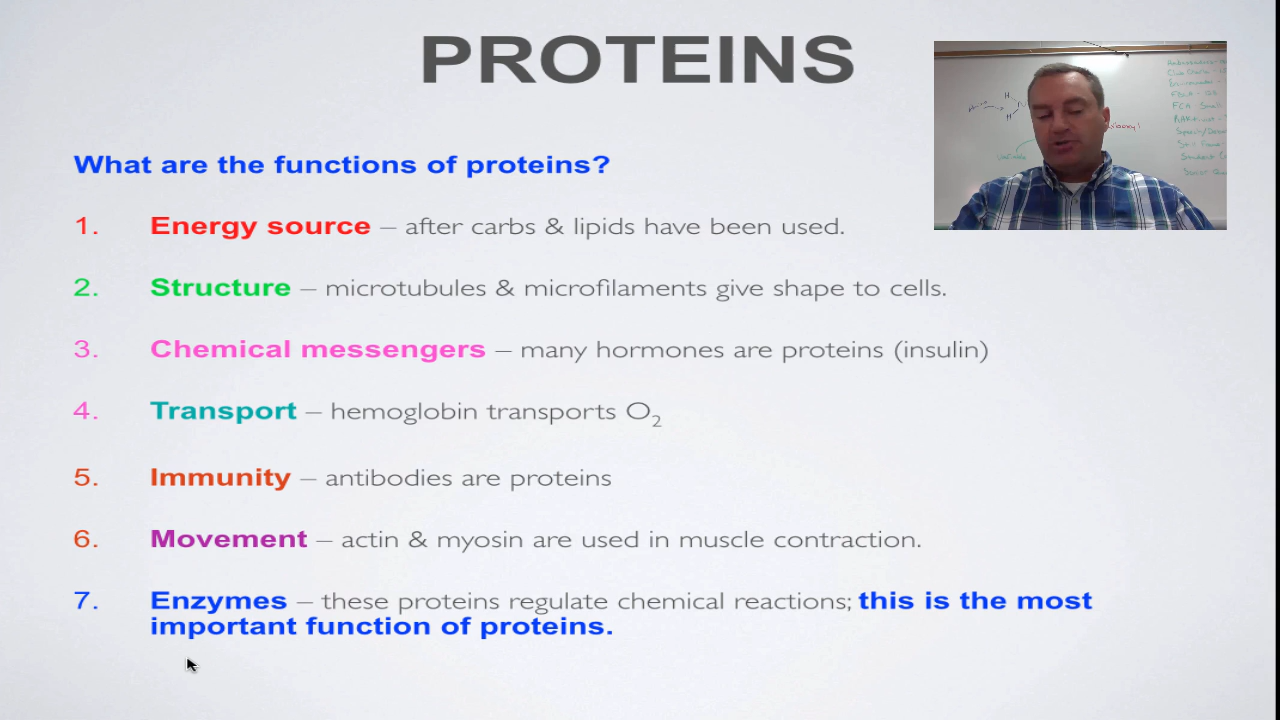 PROTEINS
What are the functions of proteins?
1. Energy source – after carbs & lipids have been used.
2. Structure – microtubules & microfilaments give shape to cells.
3. Chemical messengers – many hormones are proteins (insulin)
4. Transport – hemoglobin transports O₂
5. Immunity – antibodies are proteins
6. Movement – actin & myosin are used in muscle contraction.
7. Enzymes – these proteins regulate chemical reactions; this is the most
important function of proteins.
H
H